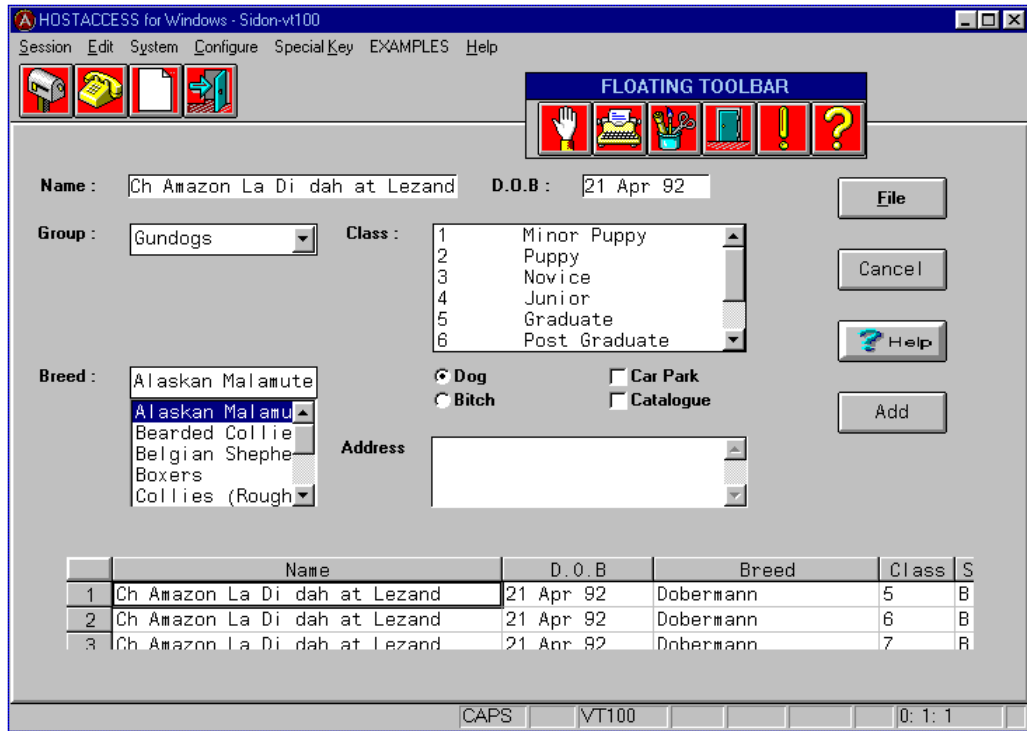 HOSTACCESS for Windows - Sidon-vt100
Session Edit System Configure Special Key EXAMPLES Help
FLOATING TOOLBAR
Name : Ch Amazon La Di dah at Lezand D.O.B : 21 Apr 92
File
Group : Gundogs Class : 1 Minor Puppy
2 Puppy
3 Novice
4 Junior
5 Graduate
6 Post Graduate
Cancel
Help
Breed : Alaskan Malamute
Dog Car Park
Bitch Catalogue
Add
Alaskan Malamu
Bearded Collie
Belgian Shephe
Boxers
Collies (Rough
Address
Name D.O.B Breed Class S
1 Ch Amazon La Di dah at Lezand 21 Apr 92 Dobermann 5 B
2 Ch Amazon La Di dah at Lezand 21 Apr 92 Dobermann 6 B
3 Ch Amazon La Di dah at Lezand 21 Apr 92 Dobermann 7 B
CAPS VT100 0: 1: 1